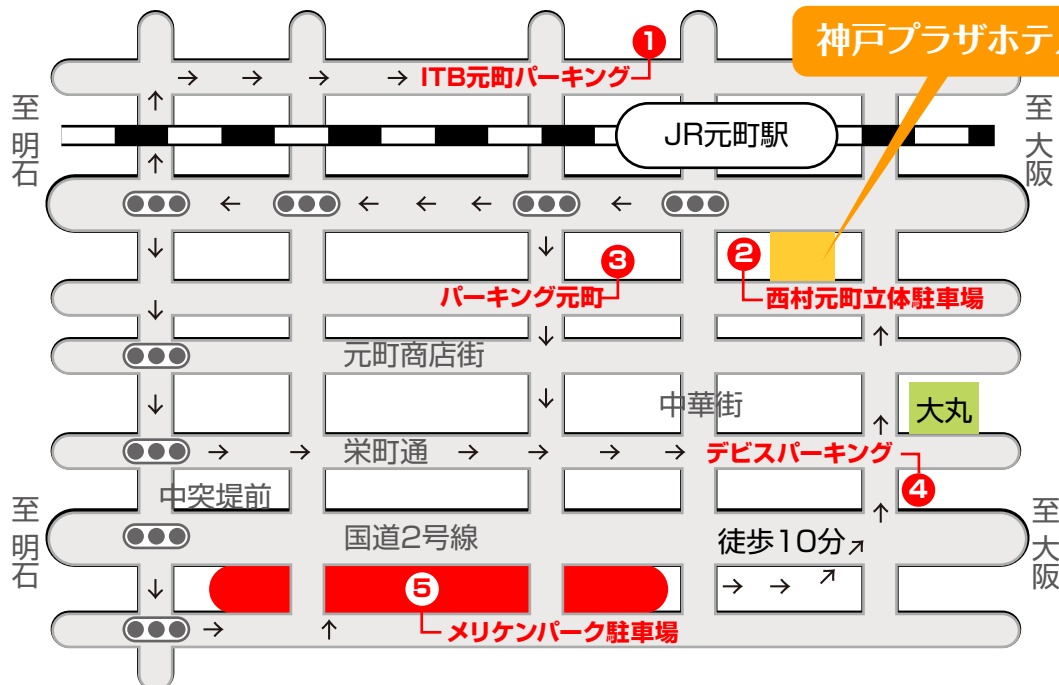 1
神戸プラザホテ
ITB元町パーキング
至明石
JR元町駅
至大阪
3
2
パーキング元町
西村元町立体駐車場
元町商店街
中華街
大丸
栄町通
デビスパーキング
4
中突堤前
至明石
国道2号線
徒歩10分
至大阪
5
メリケンパーク駐車場